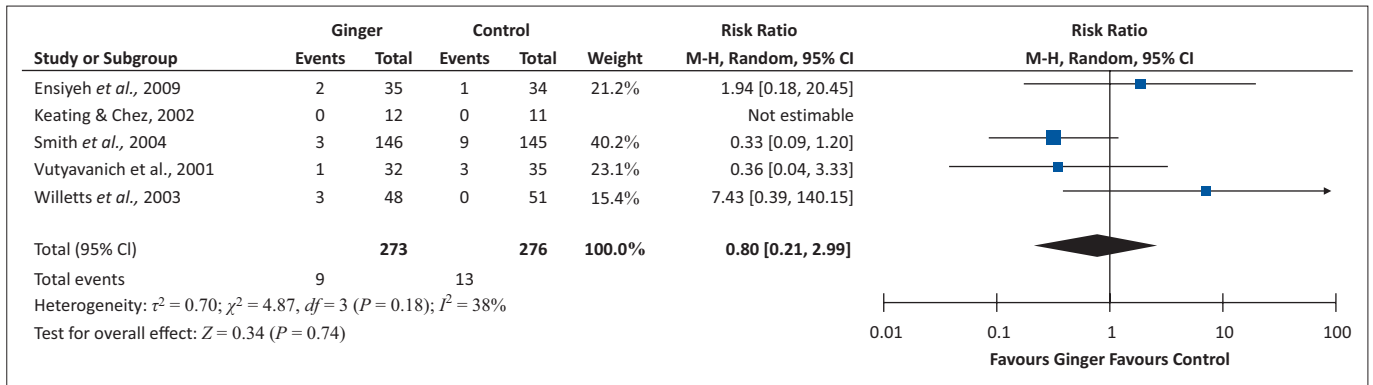 Ginger Control Risk Ratio Risk Ratio
Study or Subgroup Events Total Events Total Weight M-H, Random, 95% CI M-H, Random, 95% CI
Ensiyeh et al., 2009 2 35 1 34 21.2% 1.94 [0.18, 20.45]
Keating & Chez, 2002 0 12 0 11 Not estimable
Smith et al., 2004 3 146 9 145 40.2% 0.33 [0.09, 1.20]
Vutyavanich et al., 2001 1 32 3 35 23.1% 0.36 [0.04, 3.33]
Willetts et al., 2003 3 48 0 51 15.4% 7.43 [0.39, 140.15]
Total (95% Cl) 273 276 100.0% 0.80 [0.21, 2.99]
Total events 9 13
Heterogeneity: τ² = 0.70; χ² = 4.87, df = 3 (P = 0.18); I² = 38%
Test for overall effect: Z = 0.34 (P = 0.74)
0.01 0.1 1 10 100
Favours Ginger Favours Control